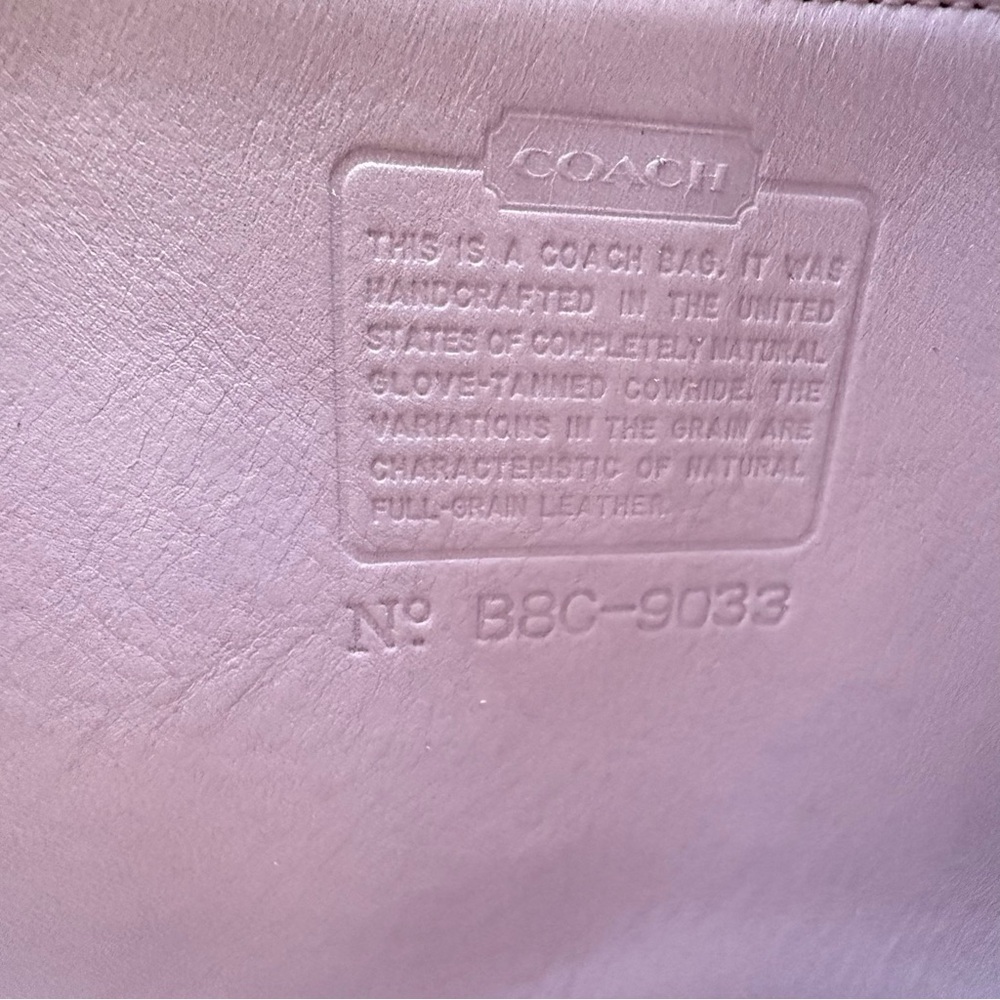 COACH
THIS IS A COACH BAG. IT WAS
HANDCRAFTED IN THE UNITED
STATES OF COMPLETELY NATURAL
GLOVE-TANNED COWHIDE. THE
VARIATIONS IN THE GRAIN ARE
CHARACTERISTIC OF NATURAL
FULL-GRAIN LEATHER.
Nº B8C-9033